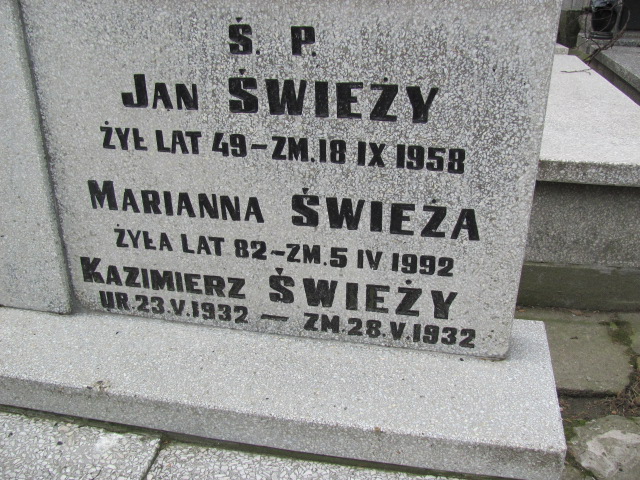 Ś. P.
JAN ŚWIEŻY
ŻYŁ LAT 49 - ZM. 18 IX 1958
MARIANNA ŚWIEŻA
ŻYŁA LAT 82 - ZM. 5 IV 1992
KAZIMIERZ ŚWIEŻY
UR. 23.V.1932 — ZM. 28.V.1932